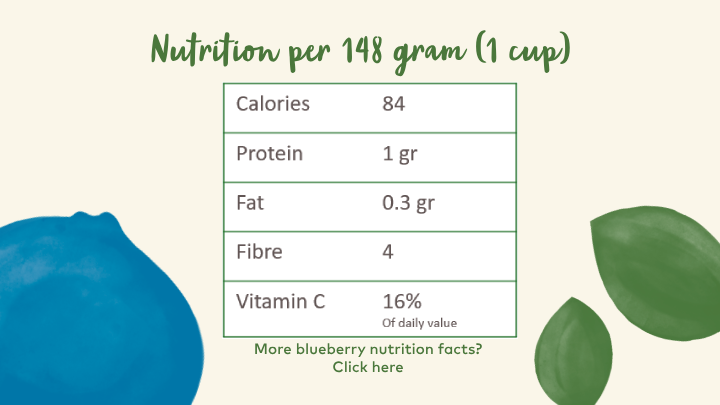 Nutrition per 148 gram (1 cup)
Calories 84
Protein 1 gr
Fat 0.3 gr
Fibre 4
Vitamin C 16%
Of daily value
More blueberry nutrition facts?
Click here